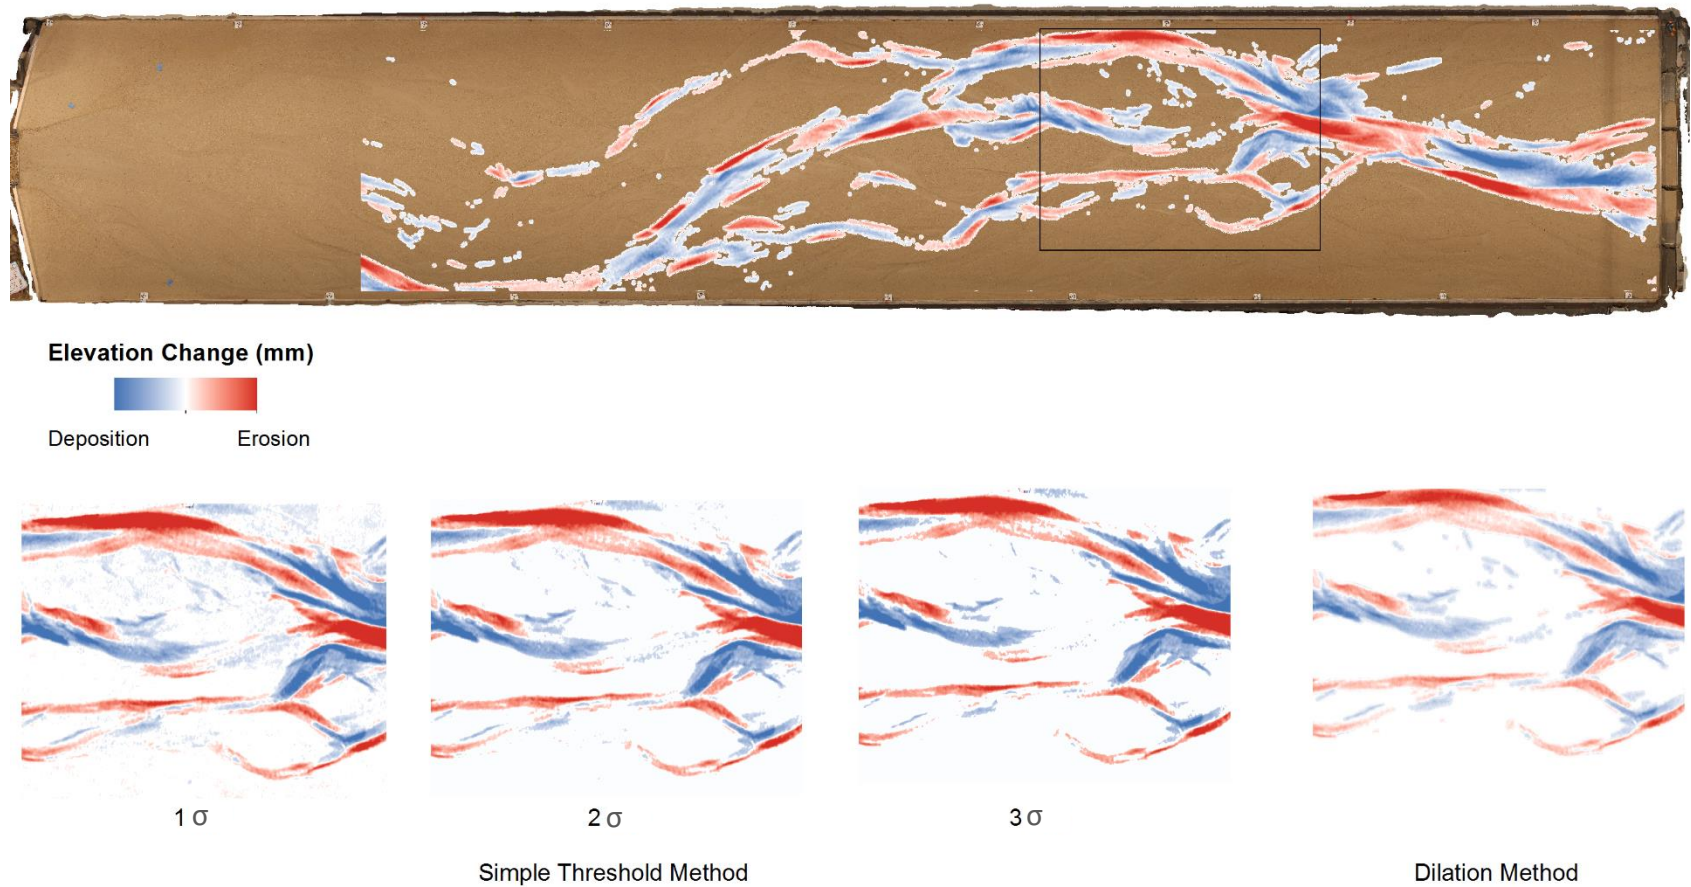 Elevation Change (mm)
Deposition Erosion
1 σ 2 σ 3 σ
Simple Threshold Method Dilation Method